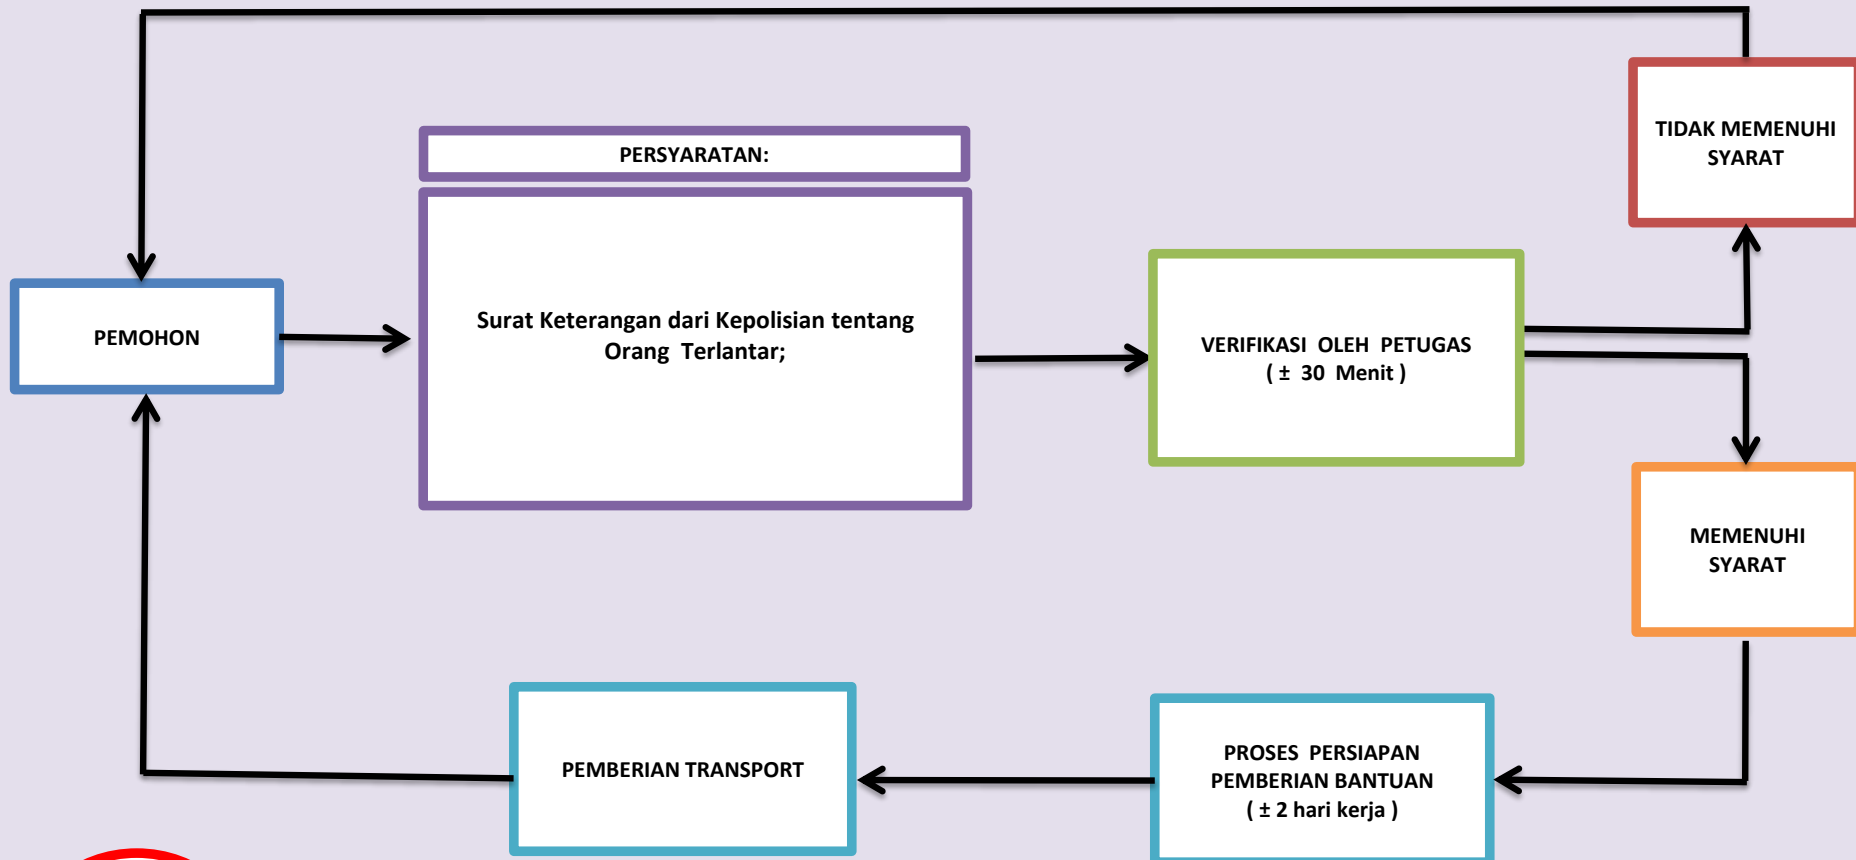 TIDAK MEMENUHI
SYARAT
PERSYARATAN:
PEMOHON
Surat Keterangan dari Kepolisian tentang
Orang Terlantar;
VERIFIKASI OLEH PETUGAS
( ± 30 Menit )
MEMENUHI
SYARAT
PEMBERIAN TRANSPORT
PROSES PERSIAPAN
PEMBERIAN BANTUAN
( ± 2 hari kerja )